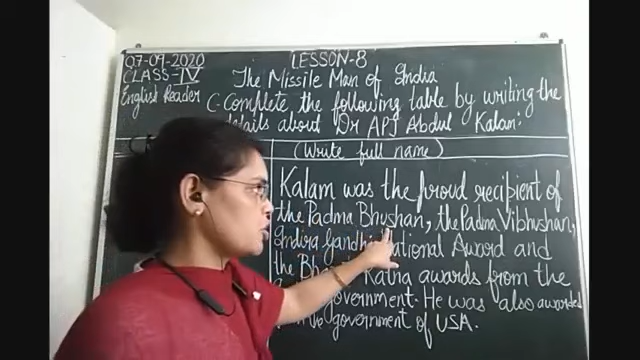 07-09-2020 LESSON-8
CLASS-IV The Missile Man of India
English Reader C. Complete the following table by writing the
details about Dr APJ Abdul Kalam:
(Write full name)
Kalam was the proud recipient of
the Padma Bhushan, the Padma Vibhushan,
Indira Gandhi National Award and
the Ratna awards from the
government. He was also awarded
government of USA.